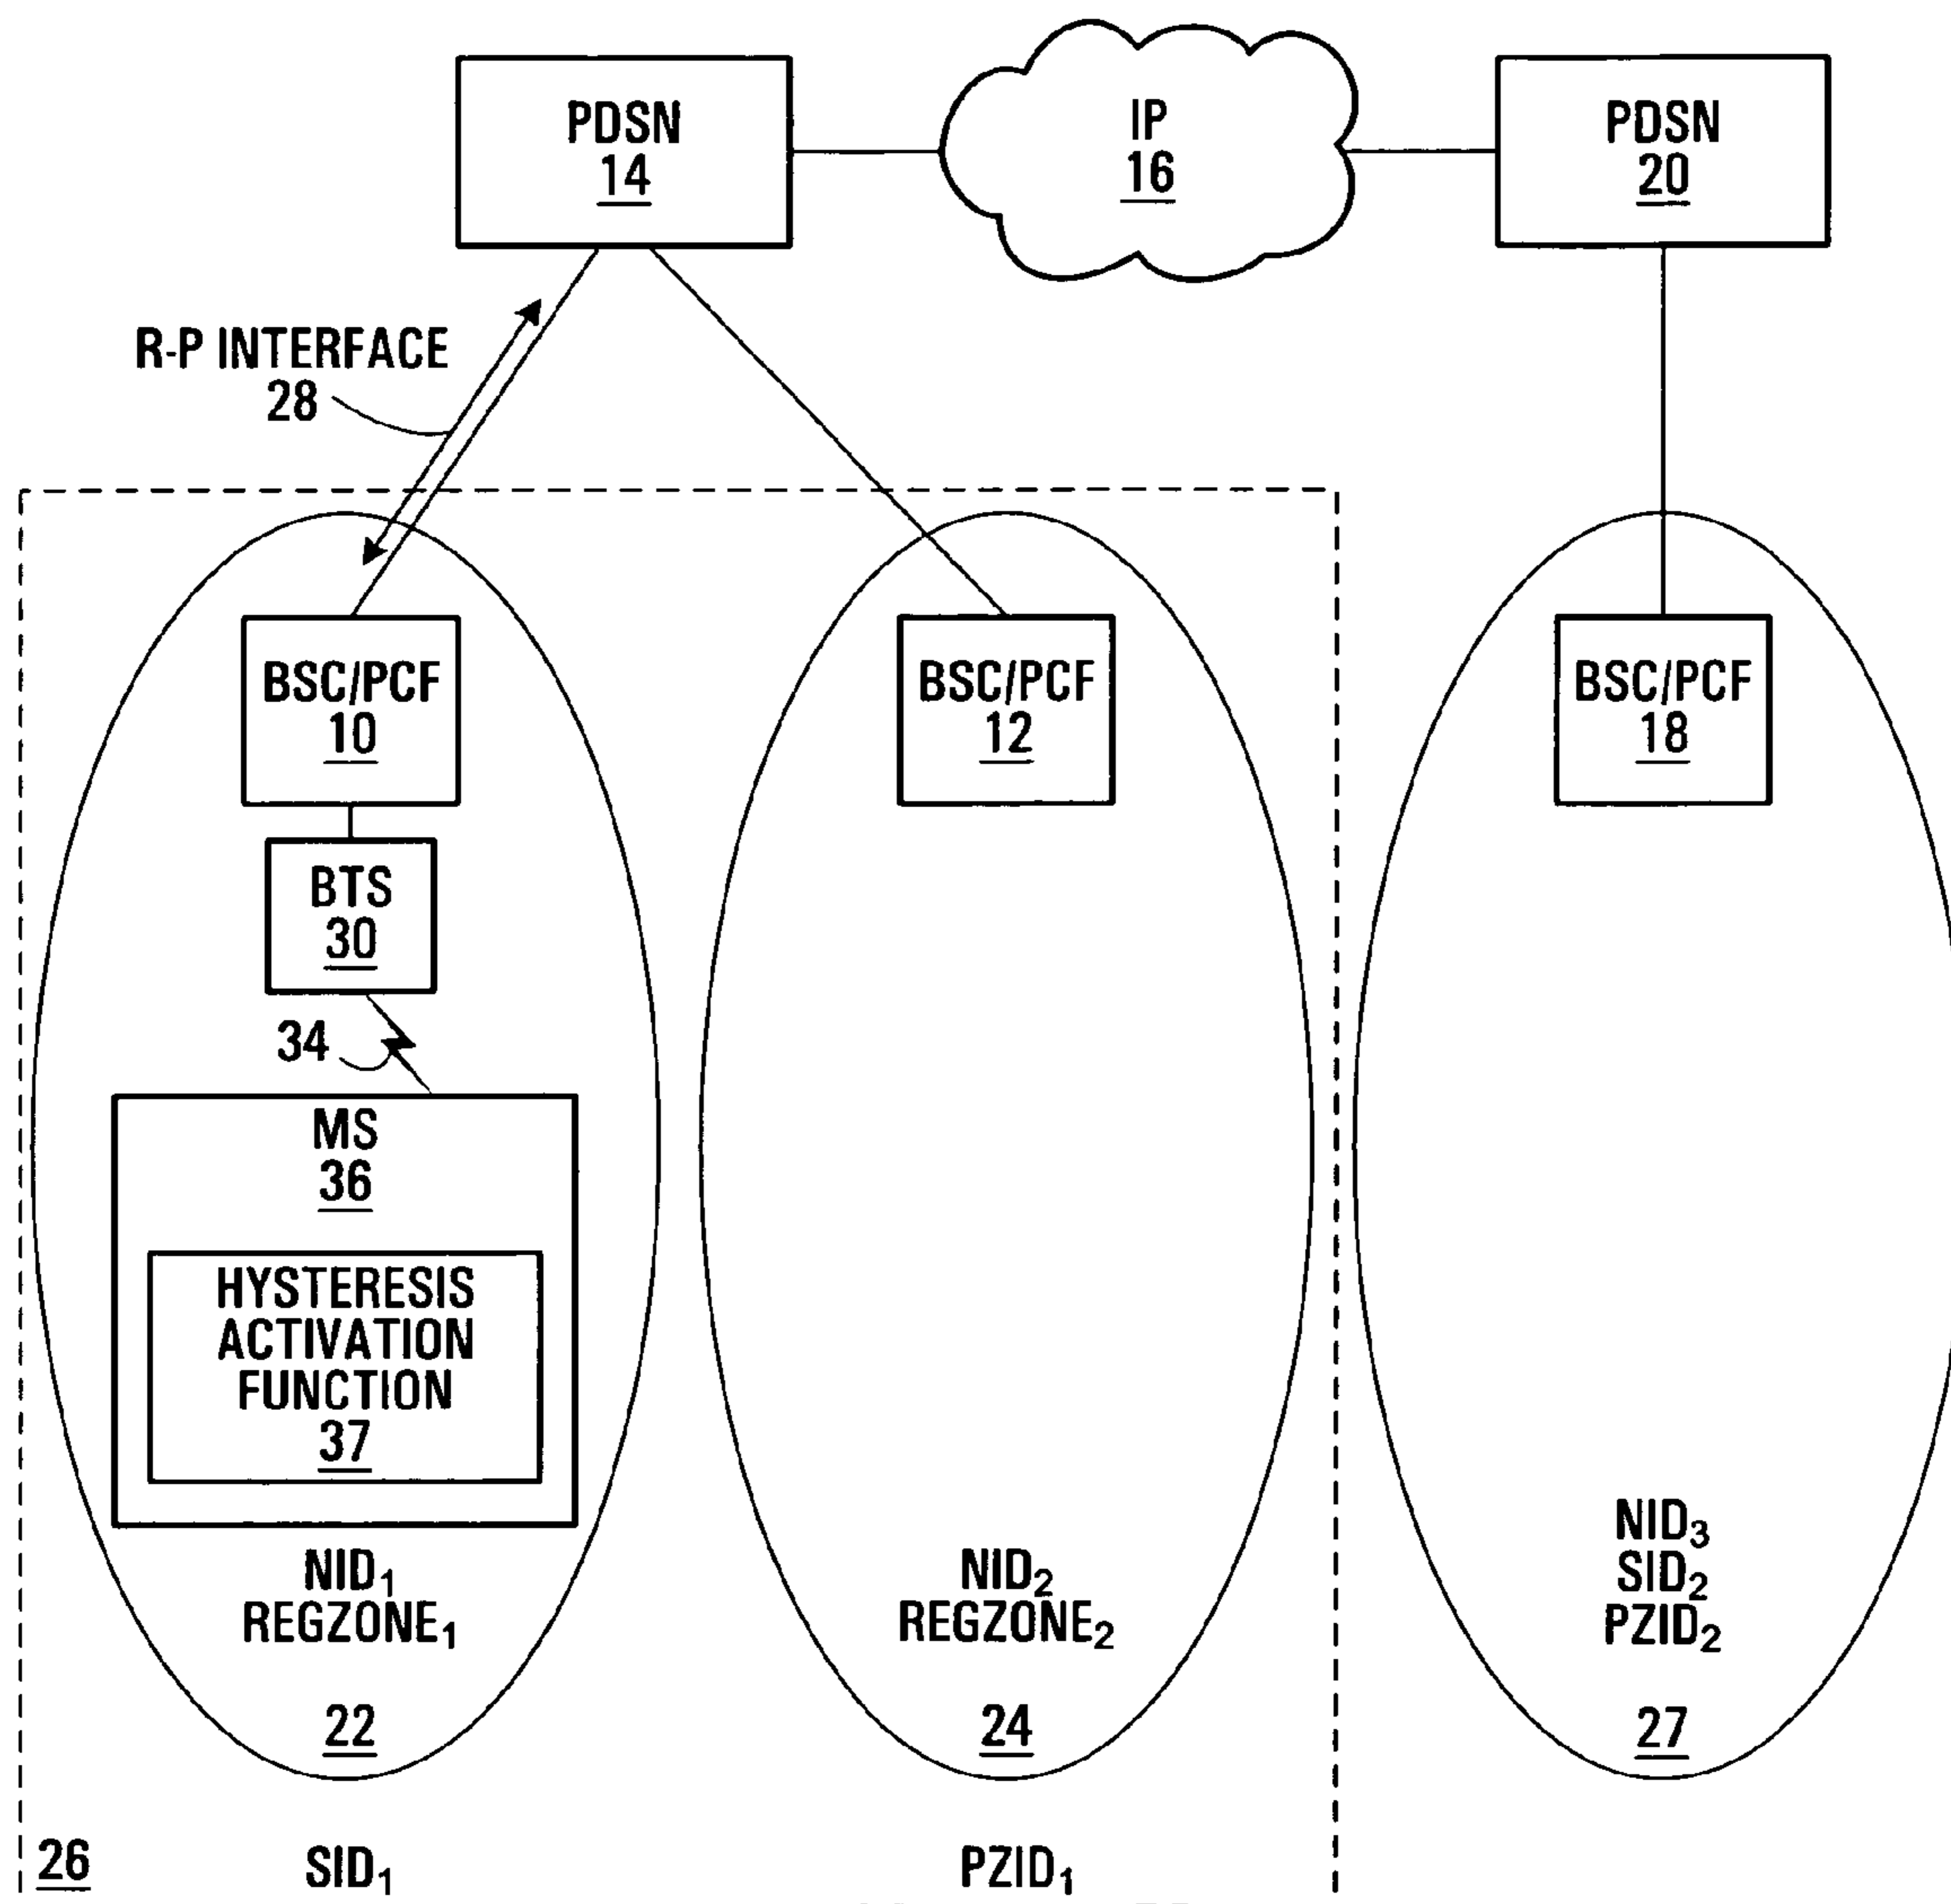 PDSN
14
IP
16
PDSN
20
R-P INTERFACE
28
BSC/PCF
10
BSC/PCF
12
BSC/PCF
18
BTS
30
34
MS
36
HYSTERESIS
ACTIVATION
FUNCTION
37
NID₁
REGZONE₁
22
NID₂
REGZONE₂
24
NID₃
SID₂
PZID₂
27
26
SID₁
PZID₁